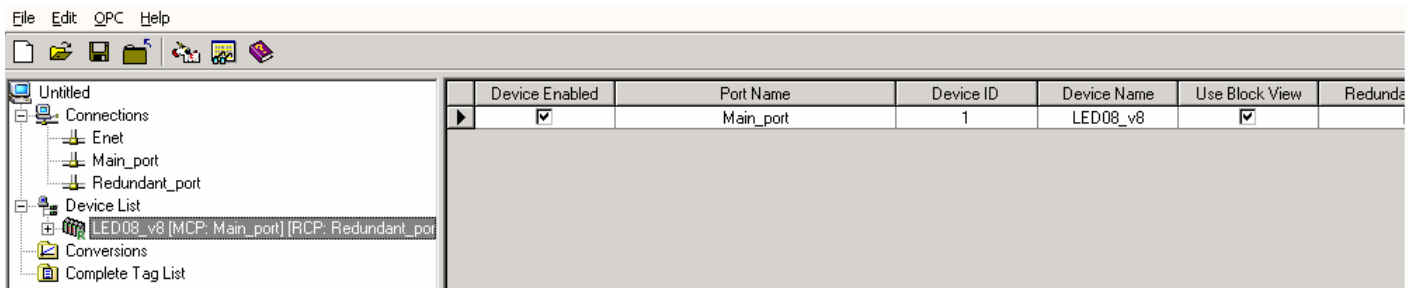 File Edit OPC Help
Untitled
Connections
Enet
Main_port
Redundant_port
Device List
LED08_v8 [MCP: Main_port] [RCP: Redundant_por
Conversions
Complete Tag List
Device Enabled Port Name Device ID Device Name Use Block View Redunda
Main_port 1 LED08_v8